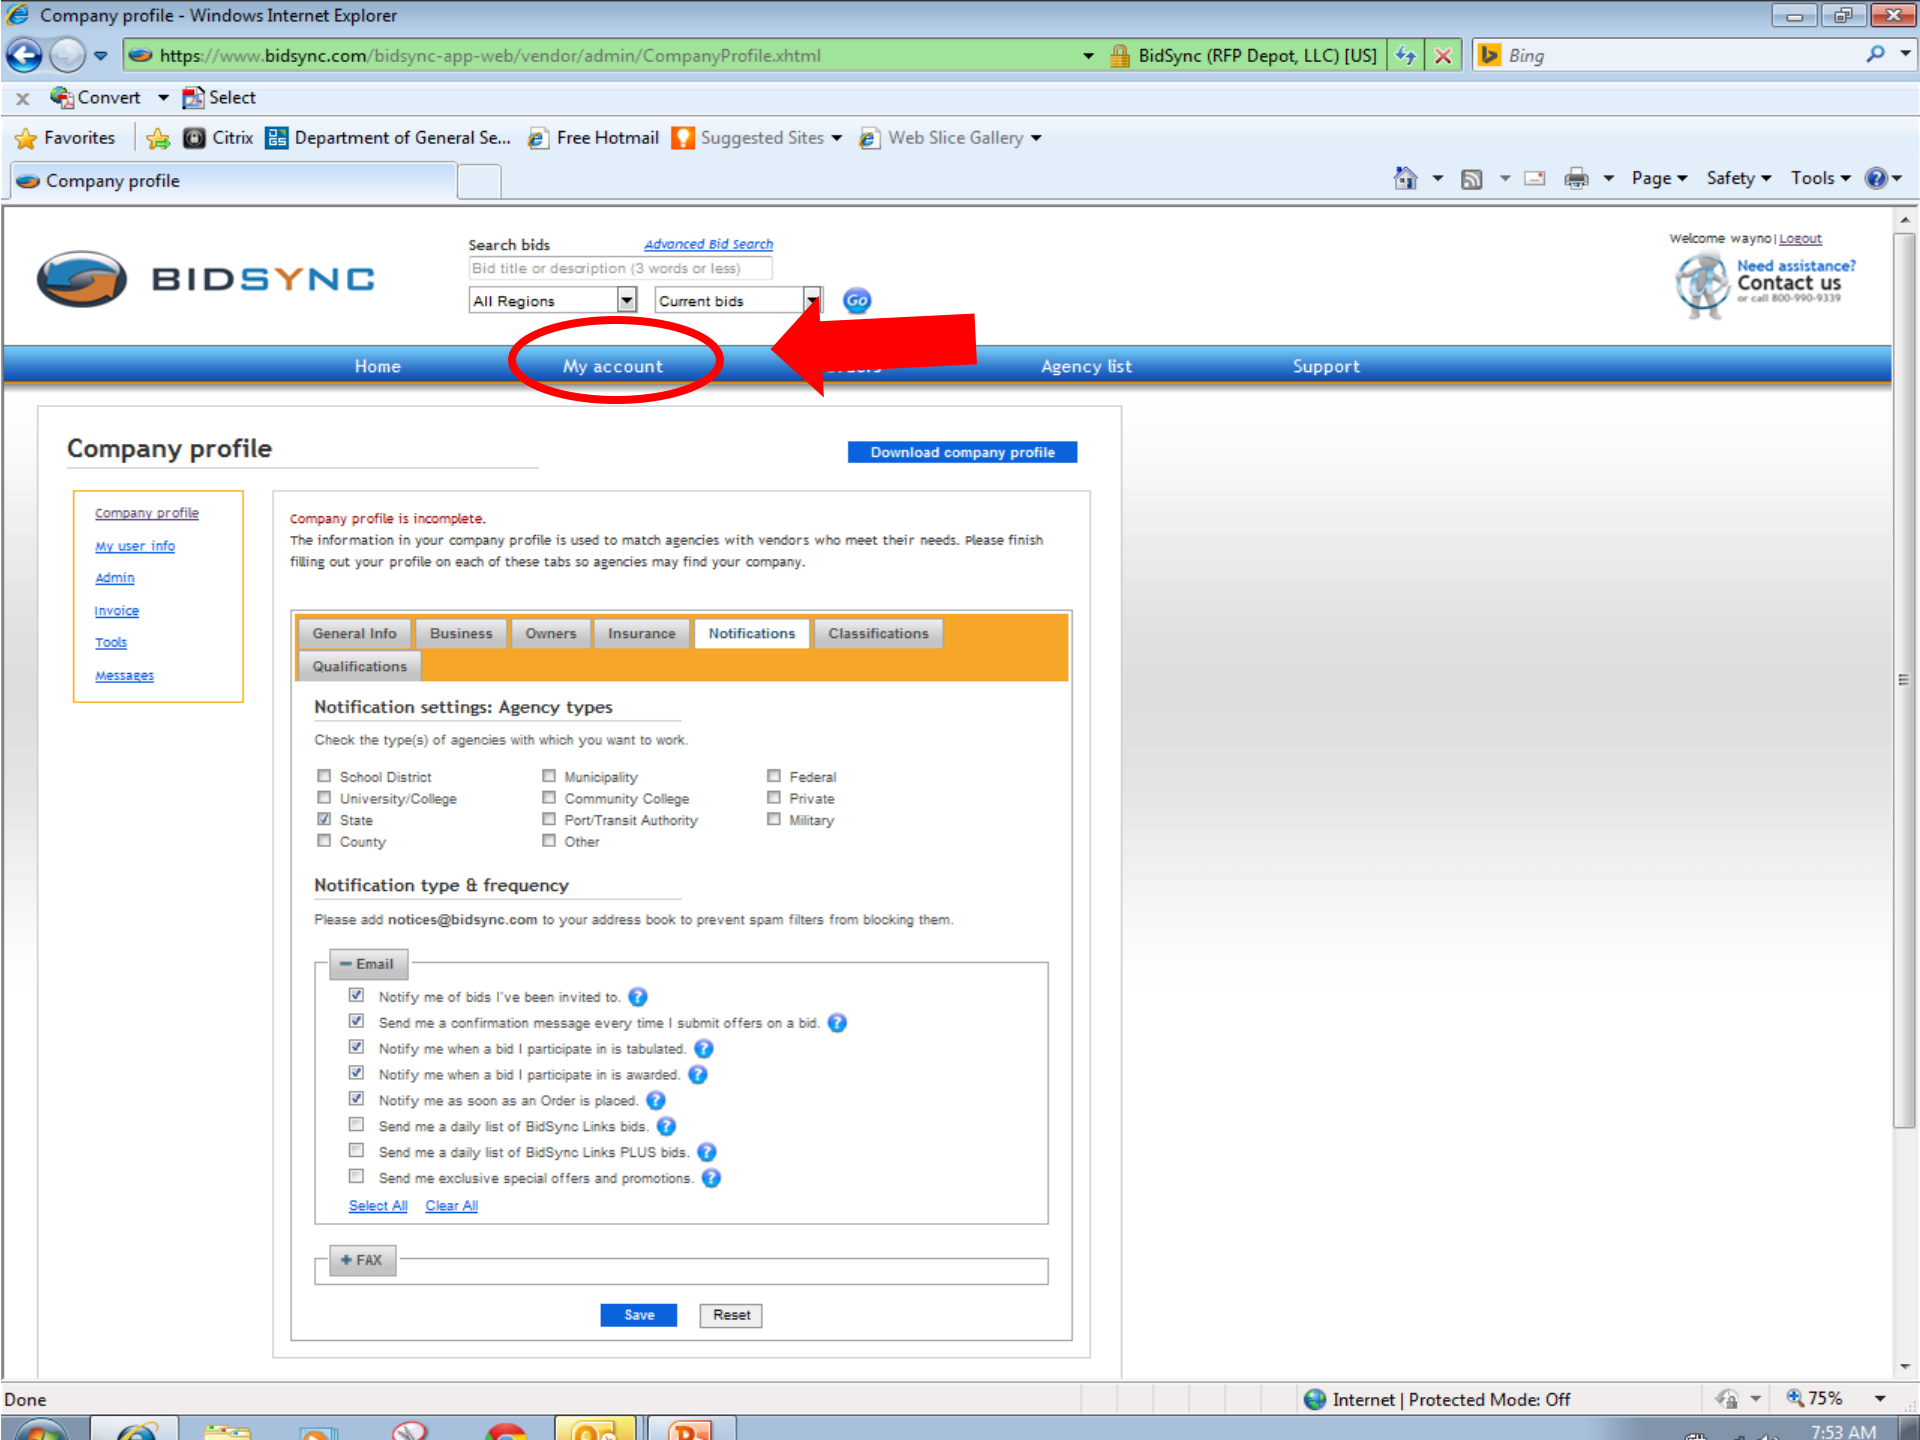 Company profile - Windows Internet Explorer
https://www.bidsync.com/bidsync-app-web/vendor/admin/CompanyProfile.xhtml
BidSync (RFP Depot, LLC) [US]
Bing
x Convert Select
Favorites Citrix Department of General Se... Free Hotmail Suggested Sites Web Slice Gallery
Company profile
Page Safety Tools
BIDSYNC
Search bids Advanced Bid Search
Bid title or description (3 words or less)
All Regions Current bids Go
Welcome wayno | Logout
Need assistance?
Contact us
or call 800-990-9339
Home My account Agency list Support
Company profile
Download company profile
Company profile
My user info
Admin
Invoice
Tools
Messages
Company profile is incomplete.
The information in your company profile is used to match agencies with vendors who meet their needs. Please finish
filling out your profile on each of these tabs so agencies may find your company.
General Info Business Owners Insurance Notifications Classifications
Qualifications
Notification settings: Agency types
Check the type(s) of agencies with which you want to work.
School District Municipality Federal
University/College Community College Private
State Port/Transit Authority Military
County Other
Notification type & frequency
Please add notices@bidsync.com to your address book to prevent spam filters from blocking them.
Email
Notify me of bids I've been invited to. ?
Send me a confirmation message every time I submit offers on a bid. ?
Notify me when a bid I participate in is tabulated. ?
Notify me when a bid I participate in is awarded. ?
Notify me as soon as an Order is placed. ?
Send me a daily list of BidSync Links bids. ?
Send me a daily list of BidSync Links PLUS bids. ?
Send me exclusive special offers and promotions. ?
Select All Clear All
+ FAX
Save Reset
Done
Internet | Protected Mode: Off
75%
7:53 AM